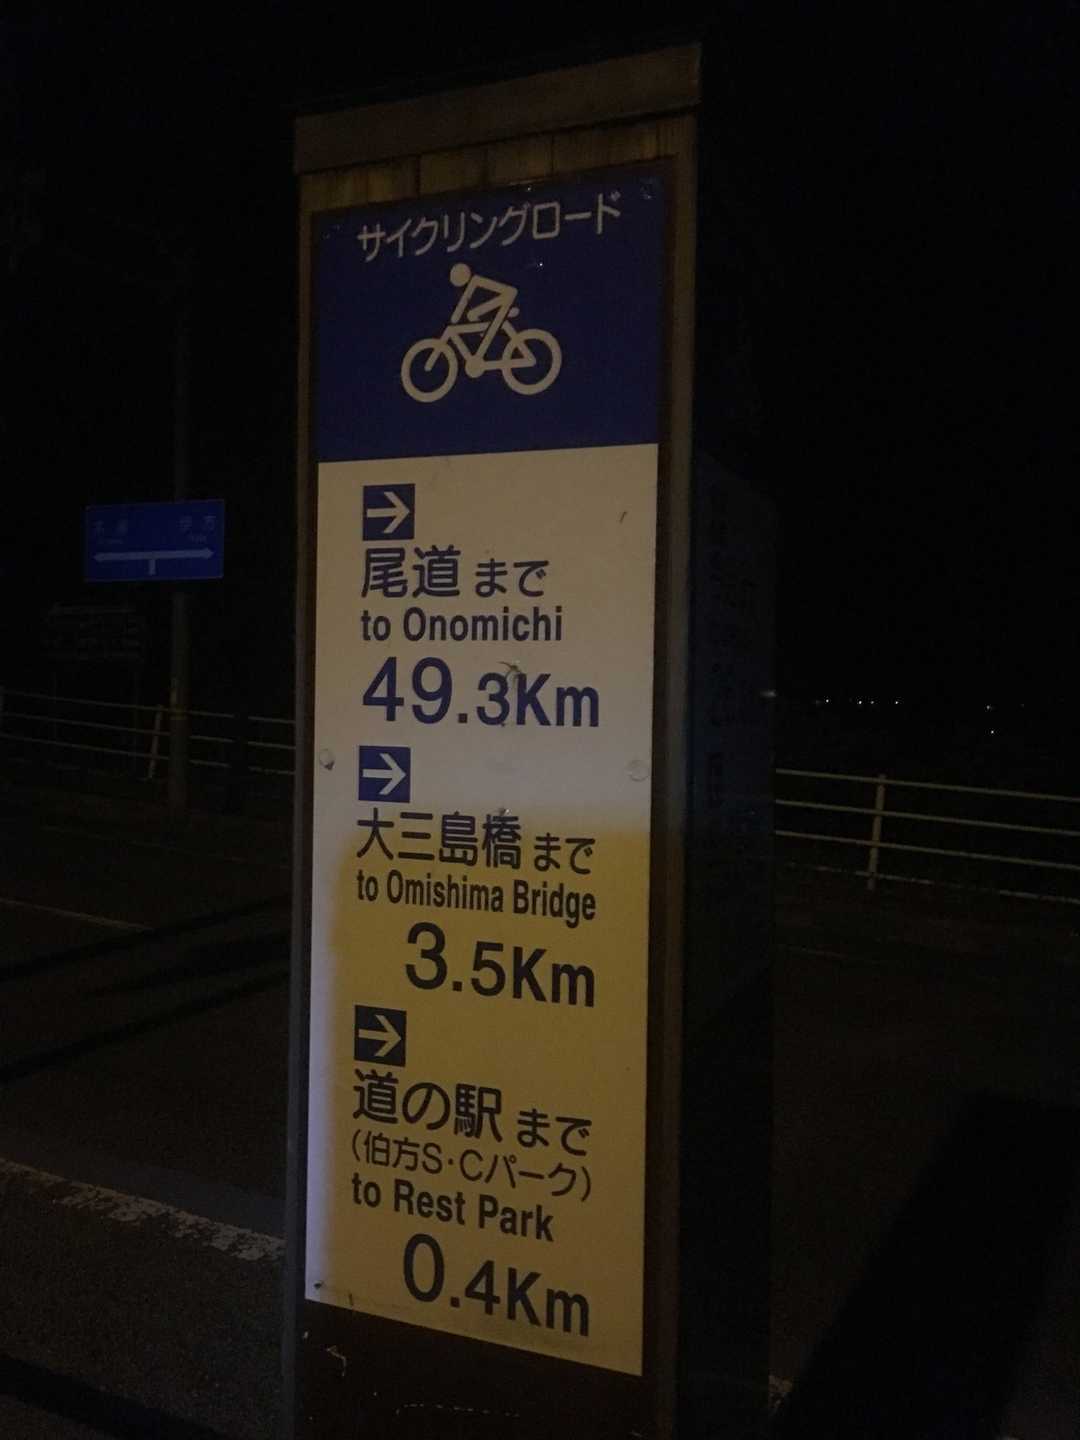 サイクリングロード
尾道まで
to Onomichi
49.3Km
大三島橋まで
to Omishima Bridge
3.5Km
道の駅まで
(伯方S・Cパーク)
to Rest Park
0.4Km